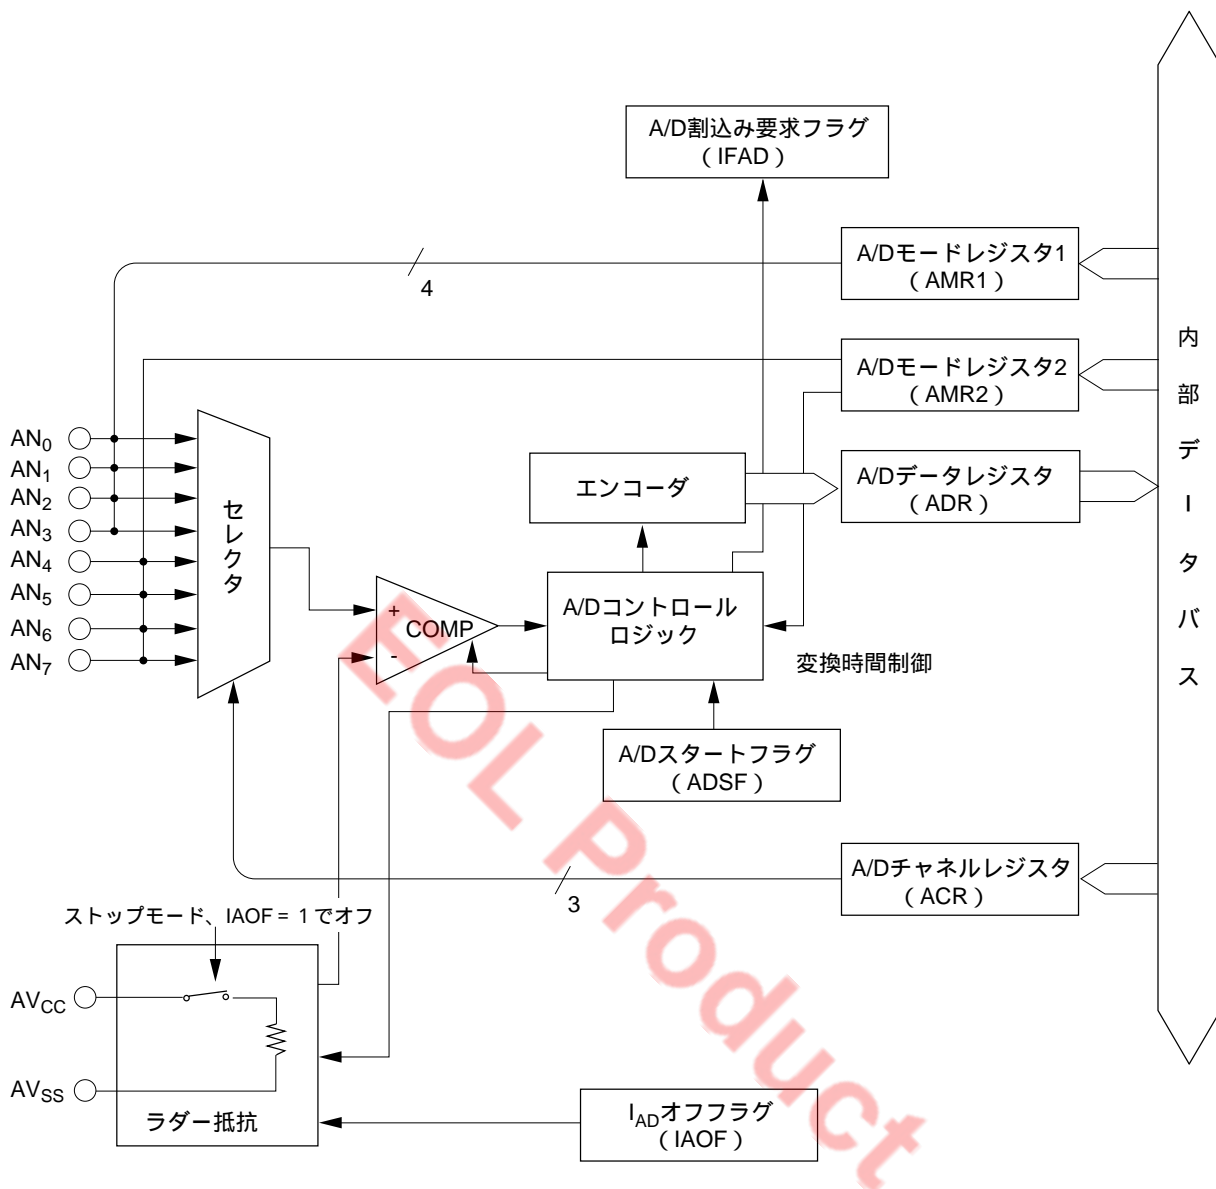 A/D割込み要求フラグ
( IFAD )
A/Dモードレジスタ1
( AMR1 )
4
A/Dモードレジスタ2
( AMR2 )
内部データバス
AN0
AN1
AN2
AN3
AN4
AN5
AN6
AN7
セレクタ
エンコーダ
A/Dデータレジスタ
( ADR )
+
COMP
-
A/Dコントロール
ロジック
変換時間制御
A/Dスタートフラグ
( ADSF )
A/Dチャネルレジスタ
( ACR )
3
ストップモード、IAOF = 1 でオフ
AVCC
AVSS
ラダー抵抗
IADオフフラグ
( IAOF )
EOL Product